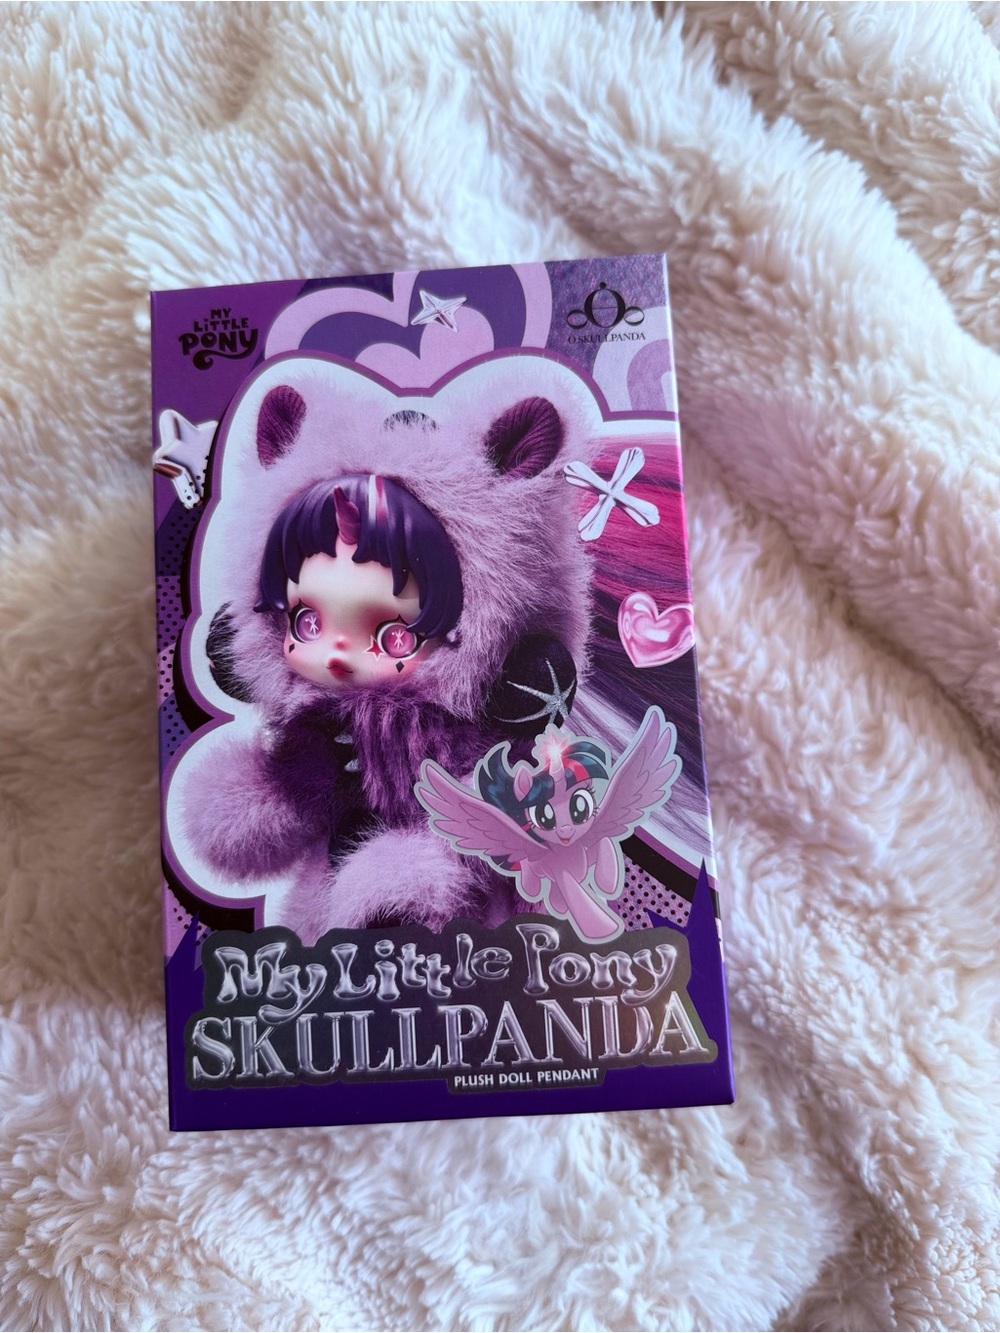 MY
LITTLE
PONY
O SKULLPANDA
My Little Pony
SKULLPANDA
PLUSH DOLL PENDANT